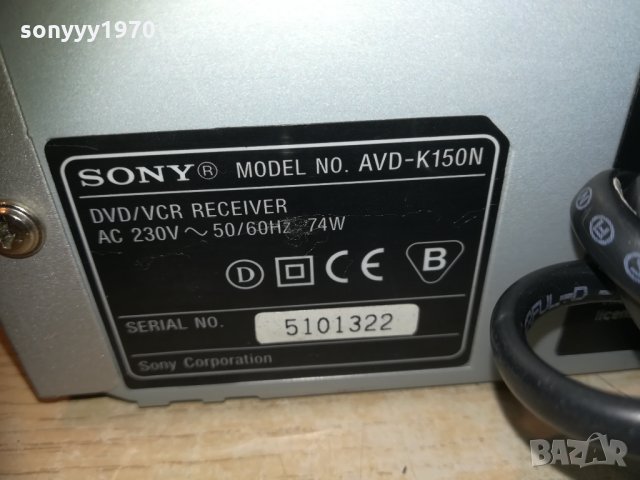 sonyyy1970
SONY® MODEL NO. AVD-K150N
DVD/VCR RECEIVER
AC 230V ~ 50/60Hz 74W
D CE B
SERIAL NO. 5101322
Sony Corporation
BAZAR